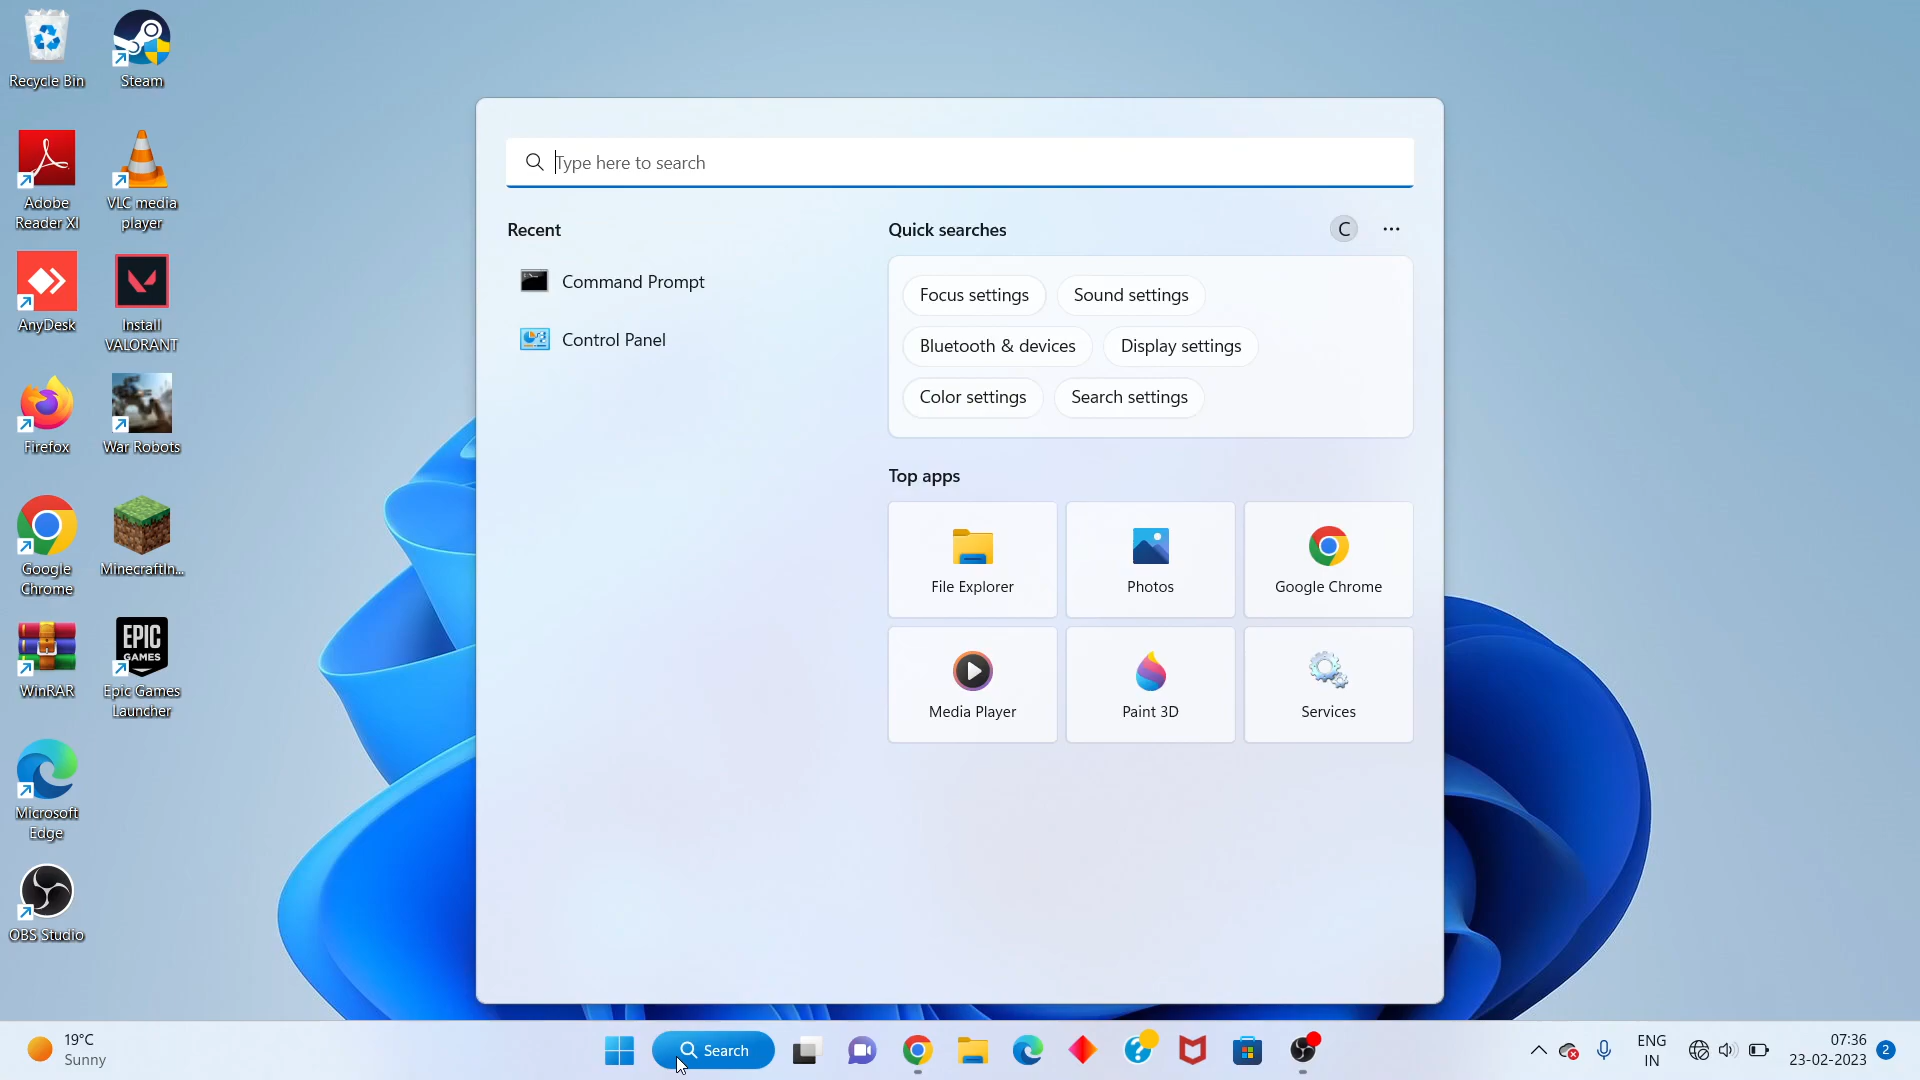 Recycle Bin
Steam
Adobe
Reader XI
VLC media
player
AnyDesk
Install
VALORANT
Firefox
War Robots
Google
Chrome
MinecraftIn...
WinRAR
EPIC
GAMES
Epic Games
Launcher
Microsoft
Edge
OBS Studio
Type here to search
Recent
Command Prompt
Control Panel
Quick searches
C
Focus settings
Sound settings
Bluetooth & devices
Display settings
Color settings
Search settings
Top apps
File Explorer
Photos
Google Chrome
Media Player
Paint 3D
Services
19°C
Sunny
Search
ENG
IN
07:36
23-02-2023
2